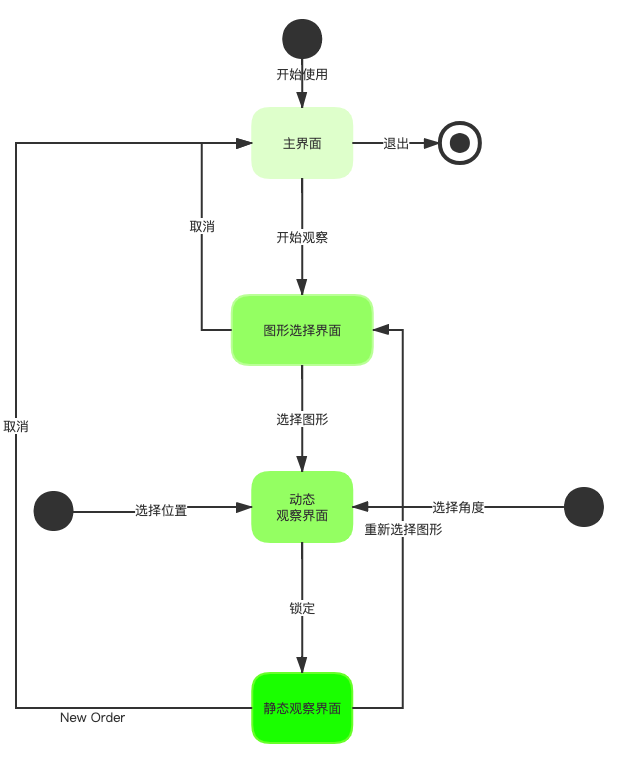 开始使用
主界面
退出
取消
开始观察
图形选择界面
选择图形
取消
动态
观察界面
选择位置
选择角度
重新选择图形
锁定
静态观察界面
New Order